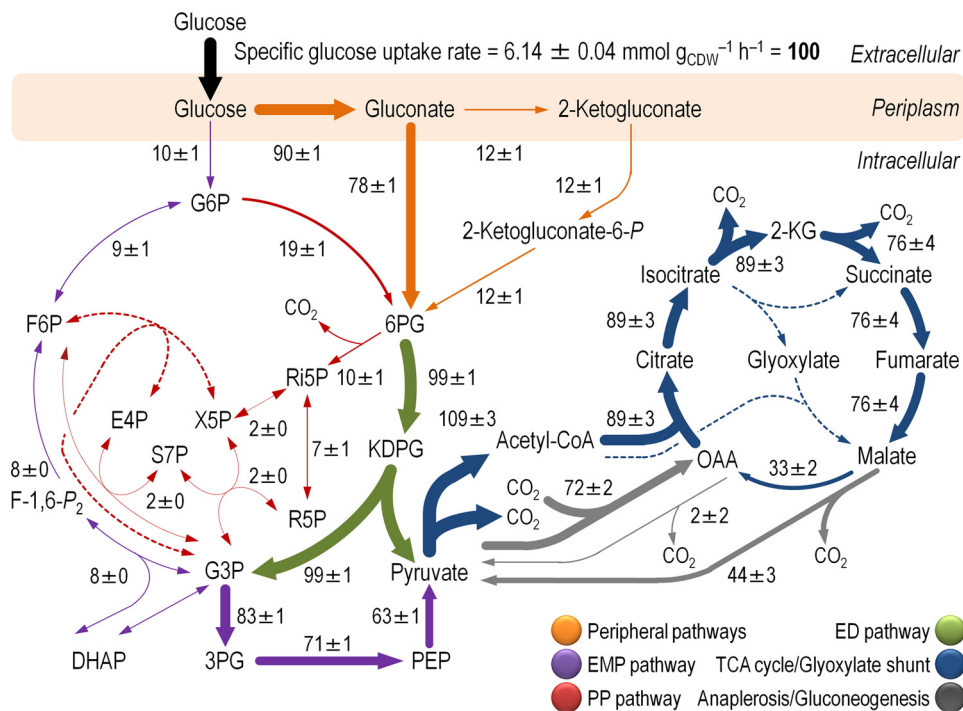 Glucose
Specific glucose uptake rate = 6.14 ± 0.04 mmol gCDW⁻¹ h⁻¹ = 100
Extracellular
Glucose
Gluconate
2-Ketogluconate
Periplasm
10±1
90±1
12±1
Intracellular
78±1
12±1
G6P
CO2
2-KG
CO2
9±1
19±1
2-Ketogluconate-6-P
76±4
89±3
Isocitrate
Succinate
12±1
CO2
F6P
6PG
89±3
76±4
Citrate
Glyoxylate
Fumarate
10±1
99±1
Ri5P
76±4
E4P
X5P
2±0
109±3
89±3
Acetyl-CoA
KDPG
7±1
S7P
OAA
Malate
8±0
2±0
33±2
F-1,6-P2
2±0
CO2
72±2
R5P
CO2
2±2
CO2
CO2
G3P
99±1
Pyruvate
44±3
8±0
83±1
63±1
71±1
DHAP
3PG
PEP
Peripheral pathways
ED pathway
EMP pathway
TCA cycle/Glyoxylate shunt
PP pathway
Anaplerosis/Gluconeogenesis